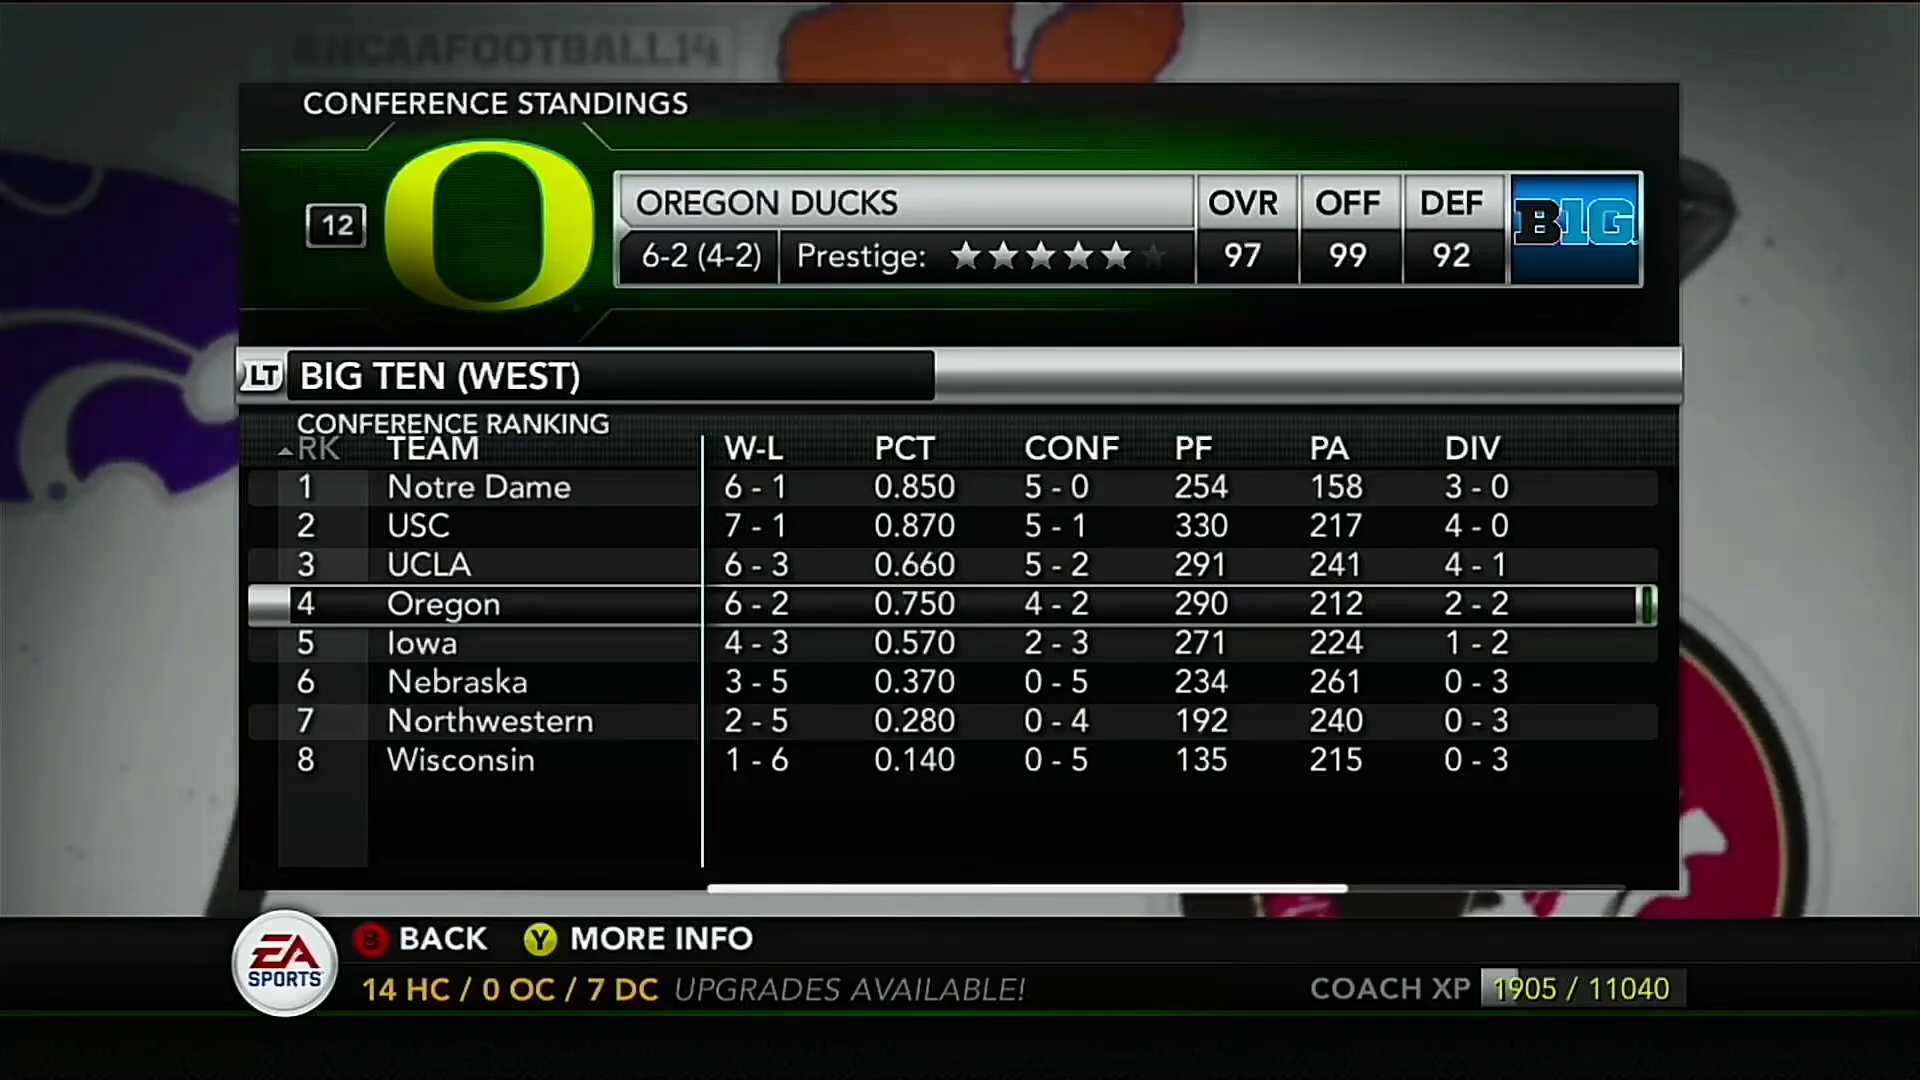 #NCAAFOOTBALL14
CONFERENCE STANDINGS
12
OREGON DUCKS OVR OFF DEF
6-2 (4-2) Prestige: 97 99 92
B1G
LT BIG TEN (WEST)
CONFERENCE RANKING
RK TEAM W-L PCT CONF PF PA DIV
1 Notre Dame 6 - 1 0.850 5 - 0 254 158 3 - 0
2 USC 7 - 1 0.870 5 - 1 330 217 4 - 0
3 UCLA 6 - 3 0.660 5 - 2 291 241 4 - 1
4 Oregon 6 - 2 0.750 4 - 2 290 212 2 - 2
5 Iowa 4 - 3 0.570 2 - 3 271 224 1 - 2
6 Nebraska 3 - 5 0.370 0 - 5 234 261 0 - 3
7 Northwestern 2 - 5 0.280 0 - 4 192 240 0 - 3
8 Wisconsin 1 - 6 0.140 0 - 5 135 215 0 - 3
EA SPORTS
B BACK Y MORE INFO
14 HC / 0 OC / 7 DC UPGRADES AVAILABLE!
COACH XP 1905 / 11040